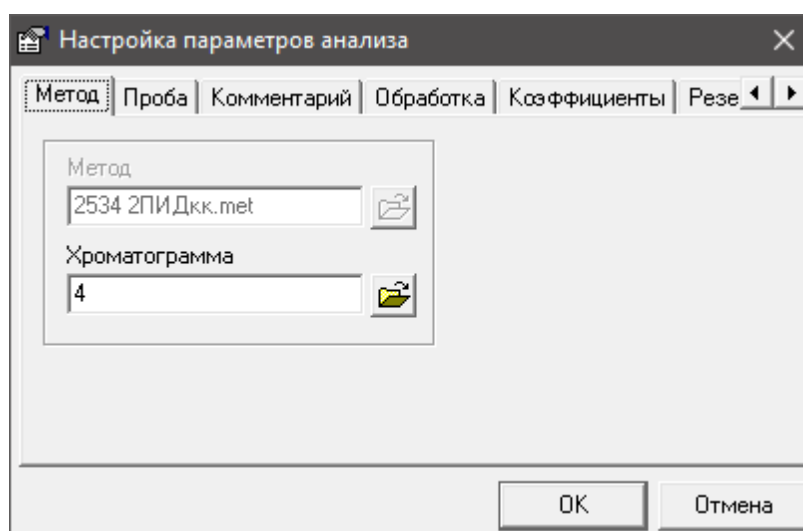 Настройка параметров анализа
Метод Проба Комментарий Обработка Коэффициенты Резе
Метод
2534 2ПИДкк.met
Хроматограмма
4
OK Отмена